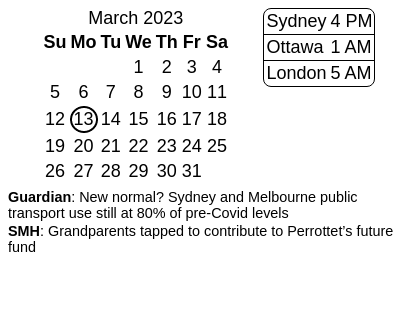 March 2023
Su Mo Tu We Th Fr Sa
1 2 3 4
5 6 7 8 9 10 11
12 13 14 15 16 17 18
19 20 21 22 23 24 25
26 27 28 29 30 31
Sydney 4 PM
Ottawa 1 AM
London 5 AM
Guardian: New normal? Sydney and Melbourne public
transport use still at 80% of pre-Covid levels
SMH: Grandparents tapped to contribute to Perrottet’s future
fund